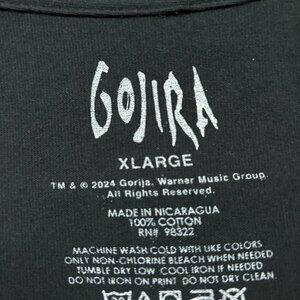 GOJIRA
XLARGE
TM & © 2024 Gorija. Warner Music Group.
All Rights Reserved.
MADE IN NICARAGUA
100% COTTON
RN# 98322
MACHINE WASH COLD WITH LIKE COLORS
ONLY NON-CHLORINE BLEACH WHEN NEEDED
TUMBLE DRY LOW COOL IRON IF NEEDED
DO NOT IRON ON PRINT. DO NOT DRY CLEAN